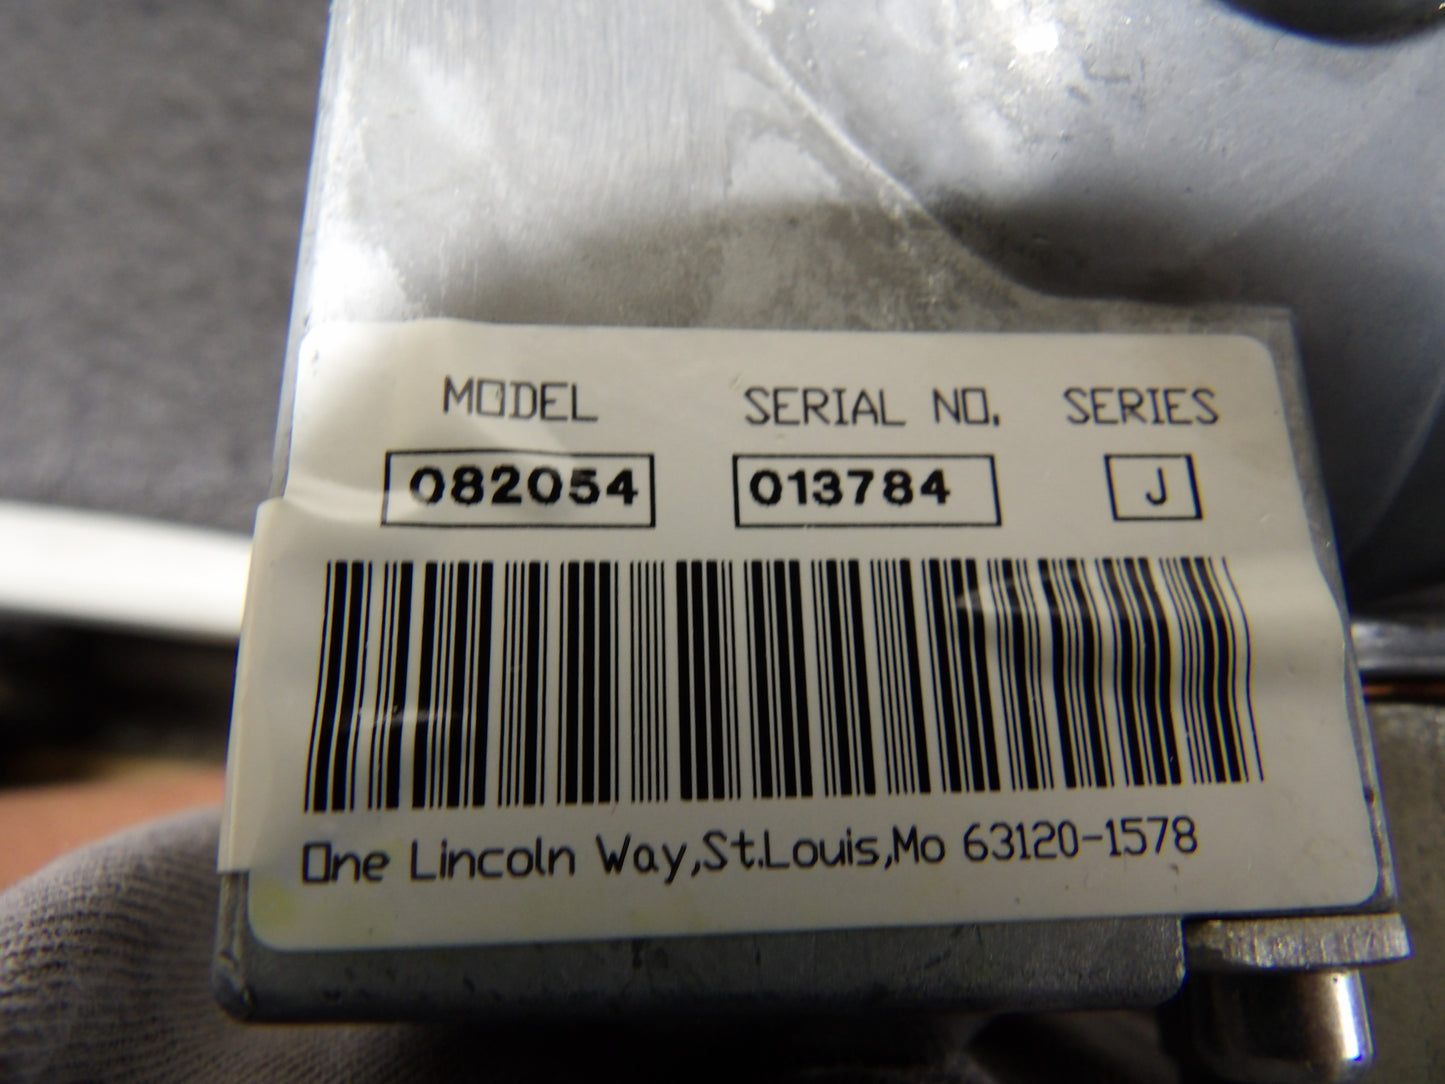 MODEL SERIAL NO. SERIES
082054 013784 J
One Lincoln Way,St.Louis,Mo 63120-1578